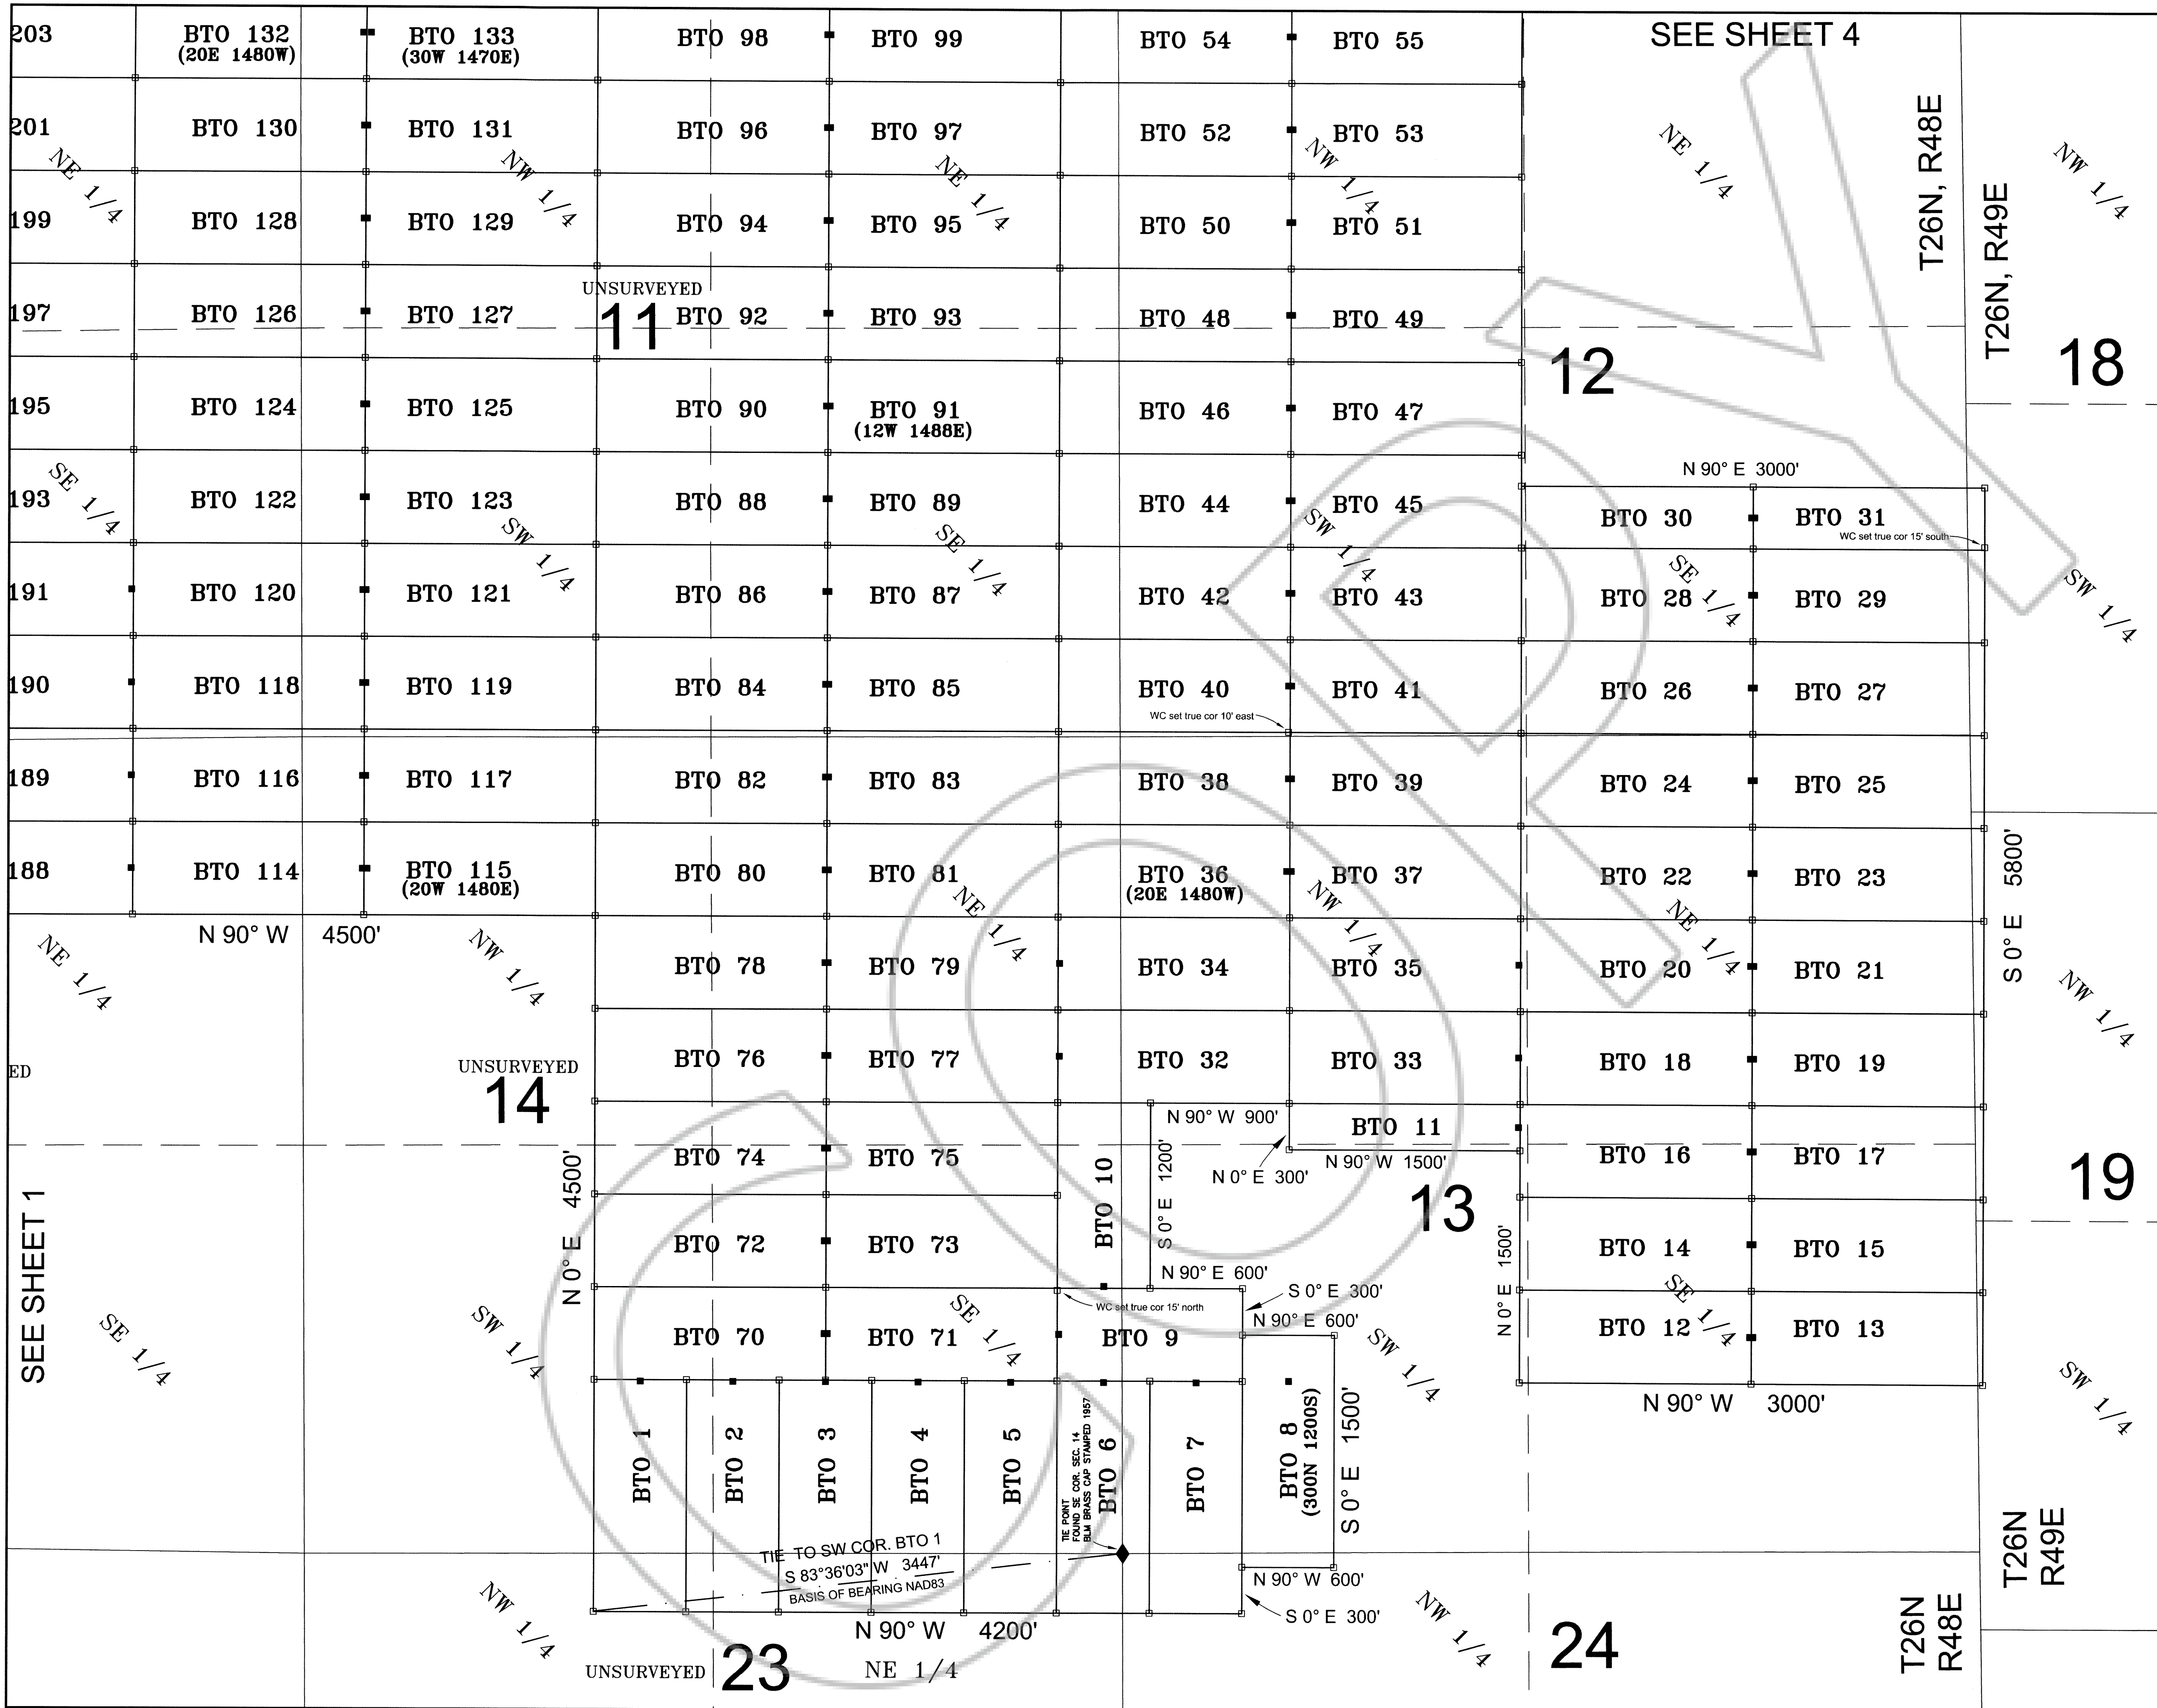 203
BTO 132
(20E 1480W)
BTO 133
(30W 1470E)
BTO 98
BTO 99
BTO 54
BTO 55
SEE SHEET 4
201
BTO 130
BTO 131
BTO 96
BTO 97
BTO 52
BTO 53
NE 1/4
NW 1/4
NE 1/4
NW 1/4
NE 1/4
T26N, R48E
T26N, R49E
NW 1/4
199
BTO 128
BTO 129
BTO 94
BTO 95
BTO 50
BTO 51
UNSURVEYED
11
197
BTO 126
BTO 127
BTO 92
BTO 93
BTO 48
BTO 49
12
18
195
BTO 124
BTO 125
BTO 90
BTO 91
(12W 1488E)
BTO 46
BTO 47
N 90° E 3000'
SE 1/4
193
BTO 122
BTO 123
BTO 88
BTO 89
BTO 44
BTO 45
BTO 30
BTO 31
WC set true cor 15' south
SW 1/4
SE 1/4
SW 1/4
SE 1/4
SW 1/4
191
BTO 120
BTO 121
BTO 86
BTO 87
BTO 42
BTO 43
BTO 28
BTO 29
190
BTO 118
BTO 119
BTO 84
BTO 85
BTO 40
BTO 41
BTO 26
BTO 27
WC set true cor 10' east
189
BTO 116
BTO 117
BTO 82
BTO 83
BTO 38
BTO 39
BTO 24
BTO 25
188
BTO 114
BTO 115
(20W 1480E)
BTO 80
BTO 81
BTO 36
(20E 1480W)
BTO 37
BTO 22
BTO 23
S 0° E 5800'
N 90° W 4500'
NE 1/4
NW 1/4
NE 1/4
NW 1/4
NE 1/4
NW 1/4
BTO 78
BTO 79
BTO 34
BTO 35
BTO 20
BTO 21
ED
UNSURVEYED
14
BTO 76
BTO 77
BTO 32
BTO 33
BTO 18
BTO 19
N 90° W 900'
BTO 11
N 90° W 1500'
N 0° E 300'
S 0° E 1200'
BTO 10
N 0° E 4500'
BTO 74
BTO 75
BTO 16
BTO 17
13
19
SEE SHEET 1
BTO 72
BTO 73
N 0° E 1500'
BTO 14
BTO 15
N 90° E 600'
S 0° E 300'
WC set true cor 15' north
N 90° E 600'
SE 1/4
SW 1/4
SE 1/4
SW 1/4
SE 1/4
SW 1/4
BTO 70
BTO 71
BTO 9
BTO 12
BTO 13
N 90° W 3000'
BTO 1
BTO 2
BTO 3
BTO 4
BTO 5
TIE POINT
FOUND SE COR. SEC. 14
BLM BRASS CAP STAMPED 1957
BTO 6
BTO 7
BTO 8
(300N 1200S)
S 0° E 1500'
TIE TO SW COR. BTO 1
S 83°36'03" W 3447'
BASIS OF BEARING NAD83
N 90° W 600'
S 0° E 300'
N 90° W 4200'
NW 1/4
UNSURVEYED
23
NE 1/4
NW 1/4
24
T26N
R48E
T26N
R49E
COPY